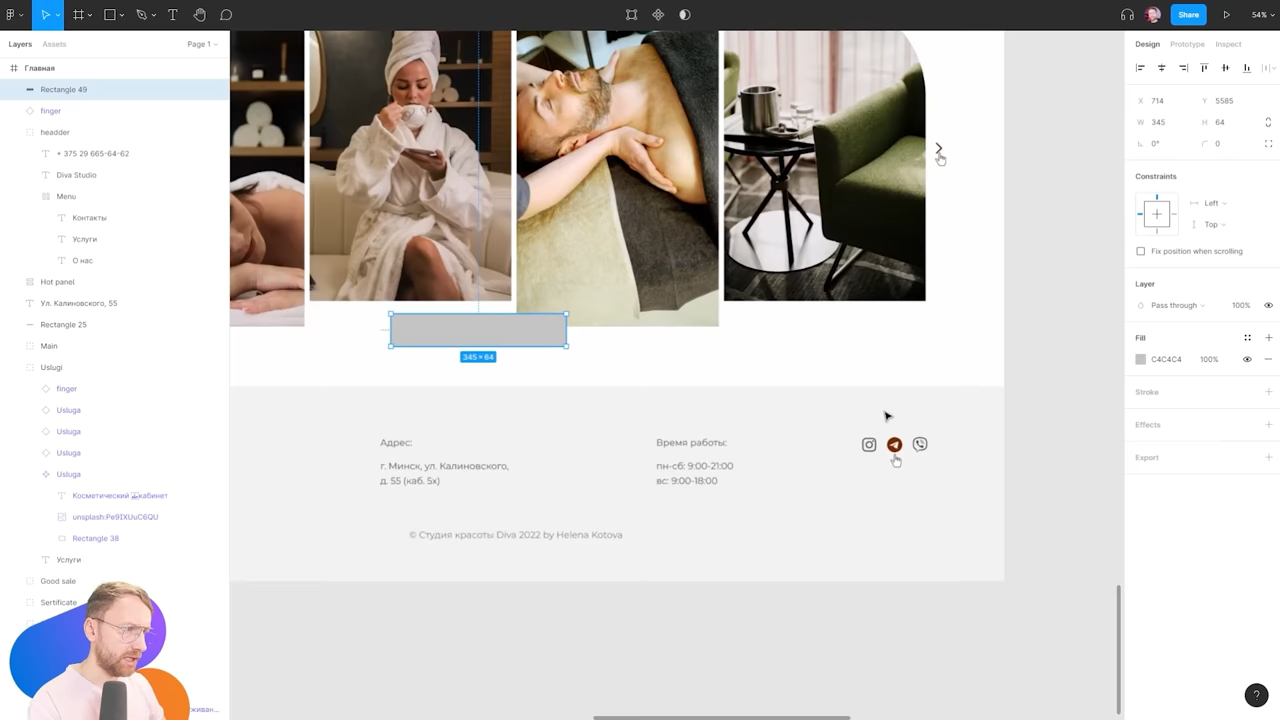 Share
54%
Layers
Assets
Page 1
Главная
Rectangle 49
finger
headder
+ 375 29 665-64-62
Diva Studio
Menu
Контакты
Услуги
О нас
Hot panel
Ул. Калиновского, 55
Rectangle 25
Main
Uslugi
finger
Usluga
Usluga
Usluga
Usluga
Косметический кабинет
unsplash:Pe9IXUuC6QU
Rectangle 38
Услуги
Good sale
Sertificate
345 × 64
Адрес:
г. Минск, ул. Калиновского,
д. 55 (каб. 5х)
Время работы:
пн-сб: 9:00-21:00
вс: 9:00-18:00
© Студия красоты Diva 2022 by Helena Kotova
Design
Prototype
Inspect
X 714
Y 5585
W 345
H 64
0°
0
Constraints
Left
Top
Fix position when scrolling
Layer
Pass through
100%
Fill
C4C4C4
100%
Stroke
Effects
Export
?